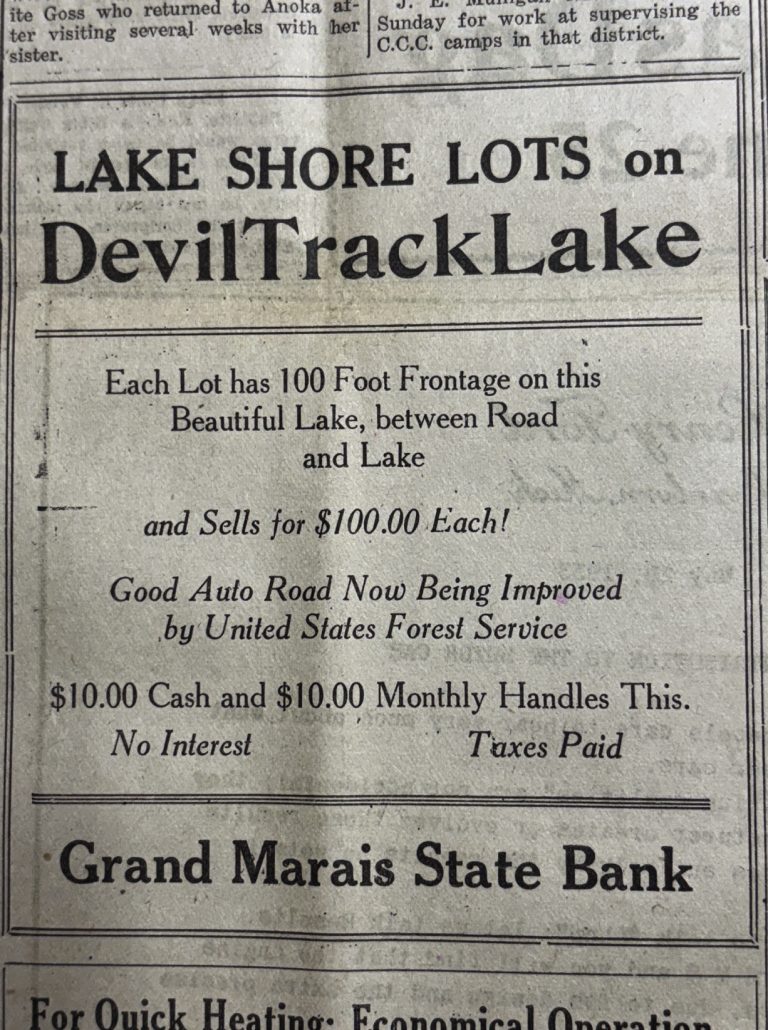 ite Goss who returned to Anoka af-
ter visiting several weeks with her
sister.
Sunday for work at supervising the
C.C.C. camps in that district.
LAKE SHORE LOTS on
Devil Track Lake
Each Lot has 100 Foot Frontage on this
Beautiful Lake, between Road
and Lake
and Sells for $100.00 Each!
Good Auto Road Now Being Improved
by United States Forest Service
$10.00 Cash and $10.00 Monthly Handles This.
No Interest Taxes Paid
Grand Marais State Bank
For Quick Heating; Economical Operation